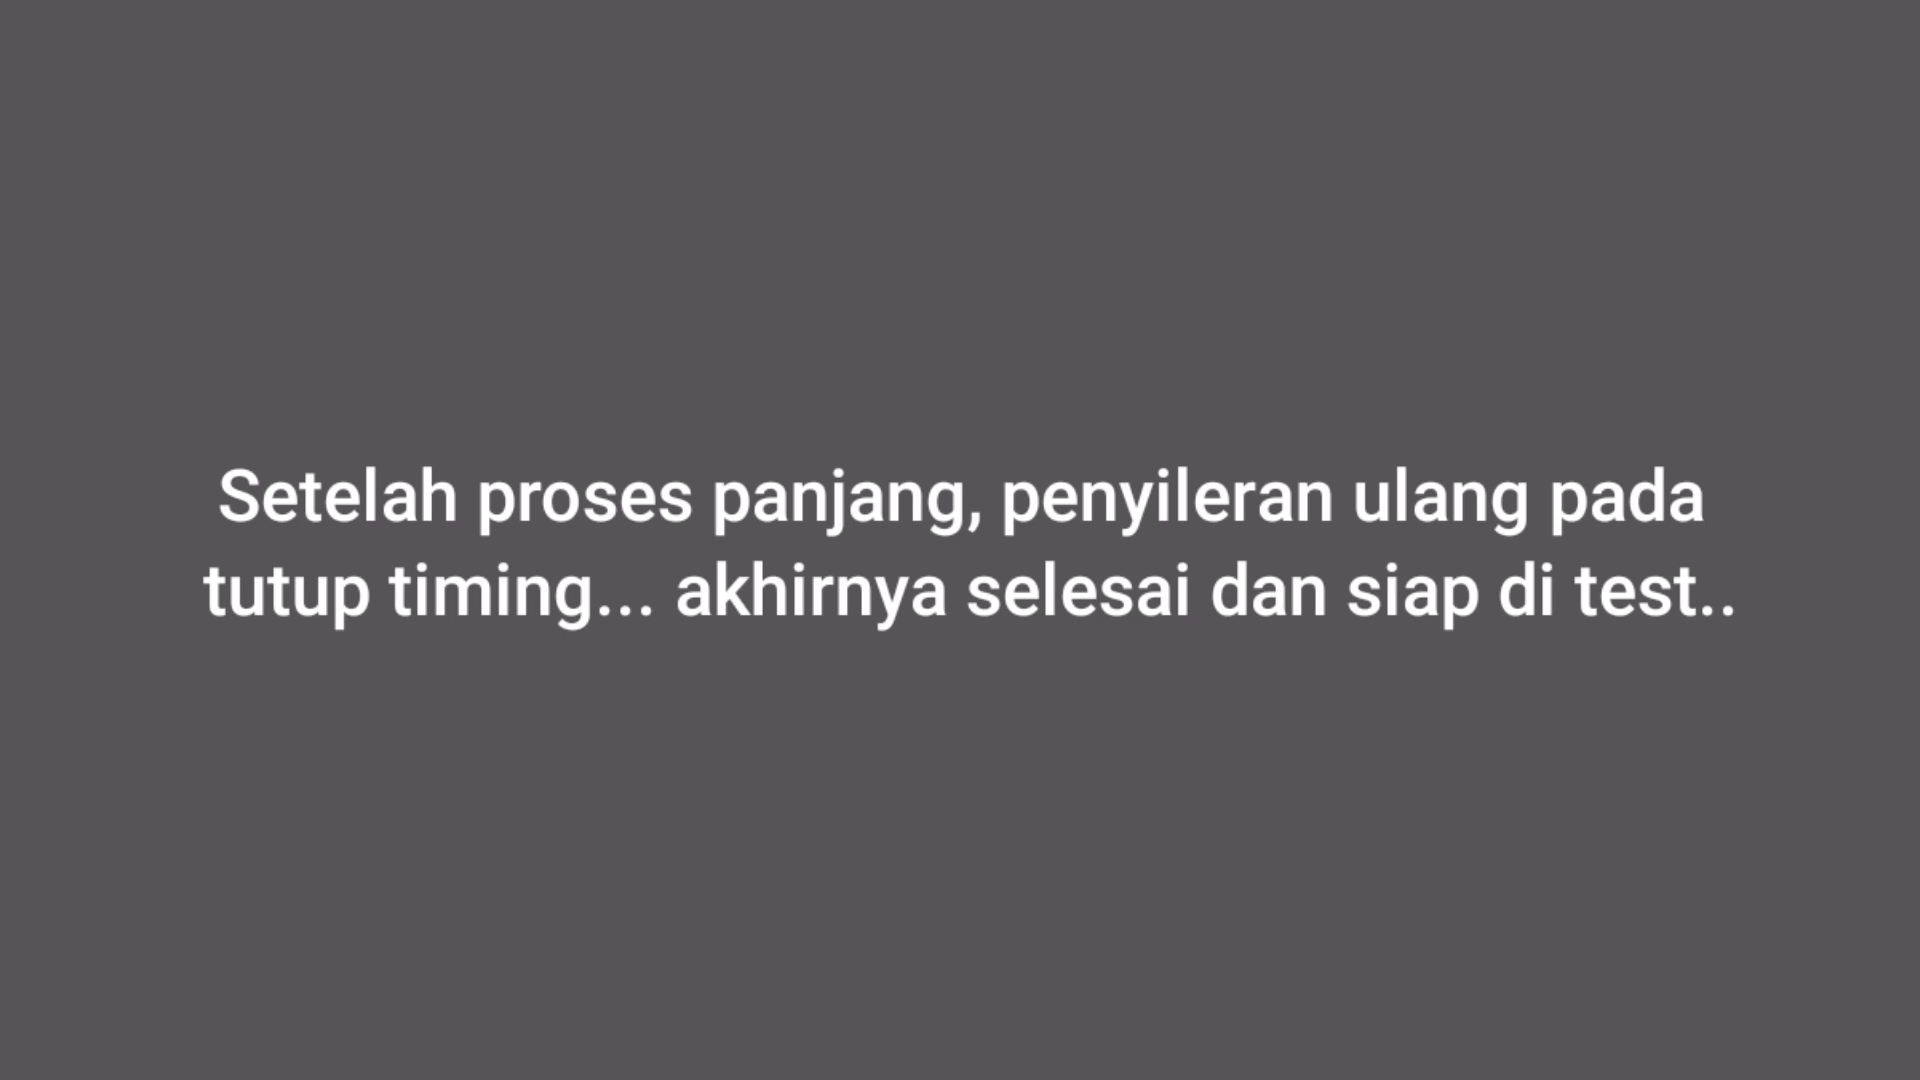 Setelah proses panjang, penyileran ulang pada
tutup timing... akhirnya selesai dan siap di test..